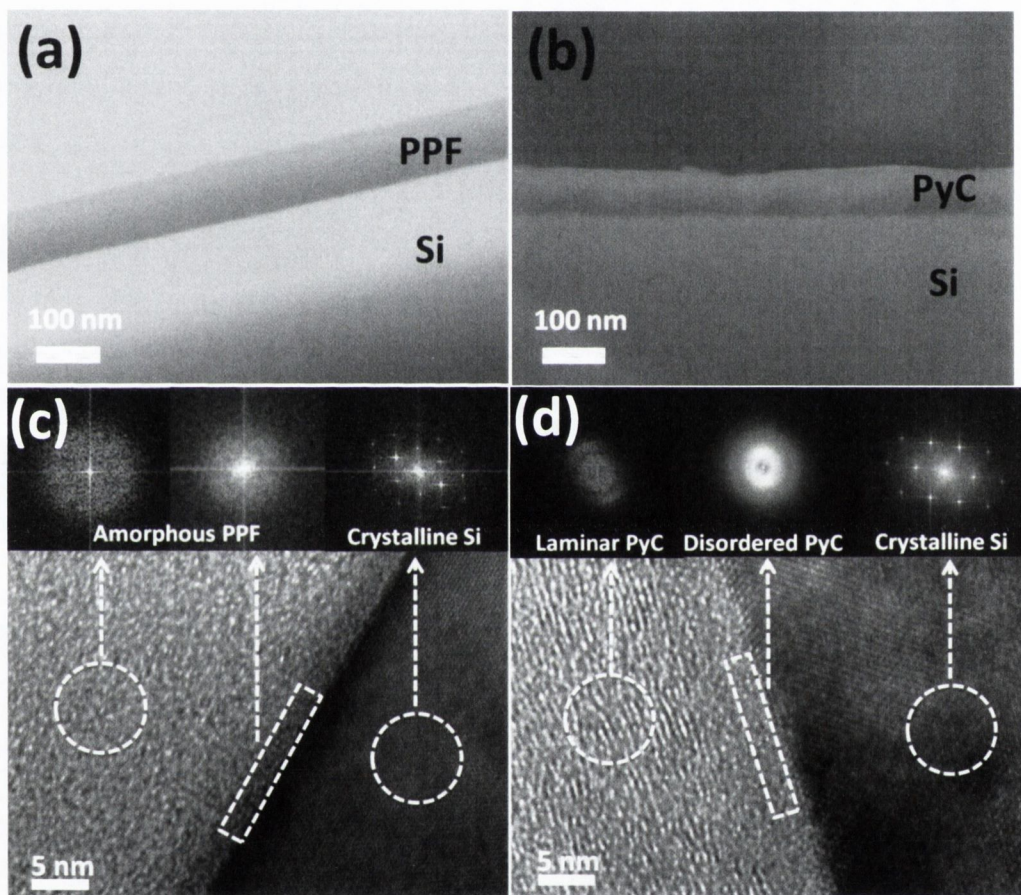 (a)
PPF
Si
100 nm
(b)
PyC
Si
100 nm
(c)
Amorphous PPF
Crystalline Si
5 nm
(d)
Laminar PyC
Disordered PyC
Crystalline Si
5 nm